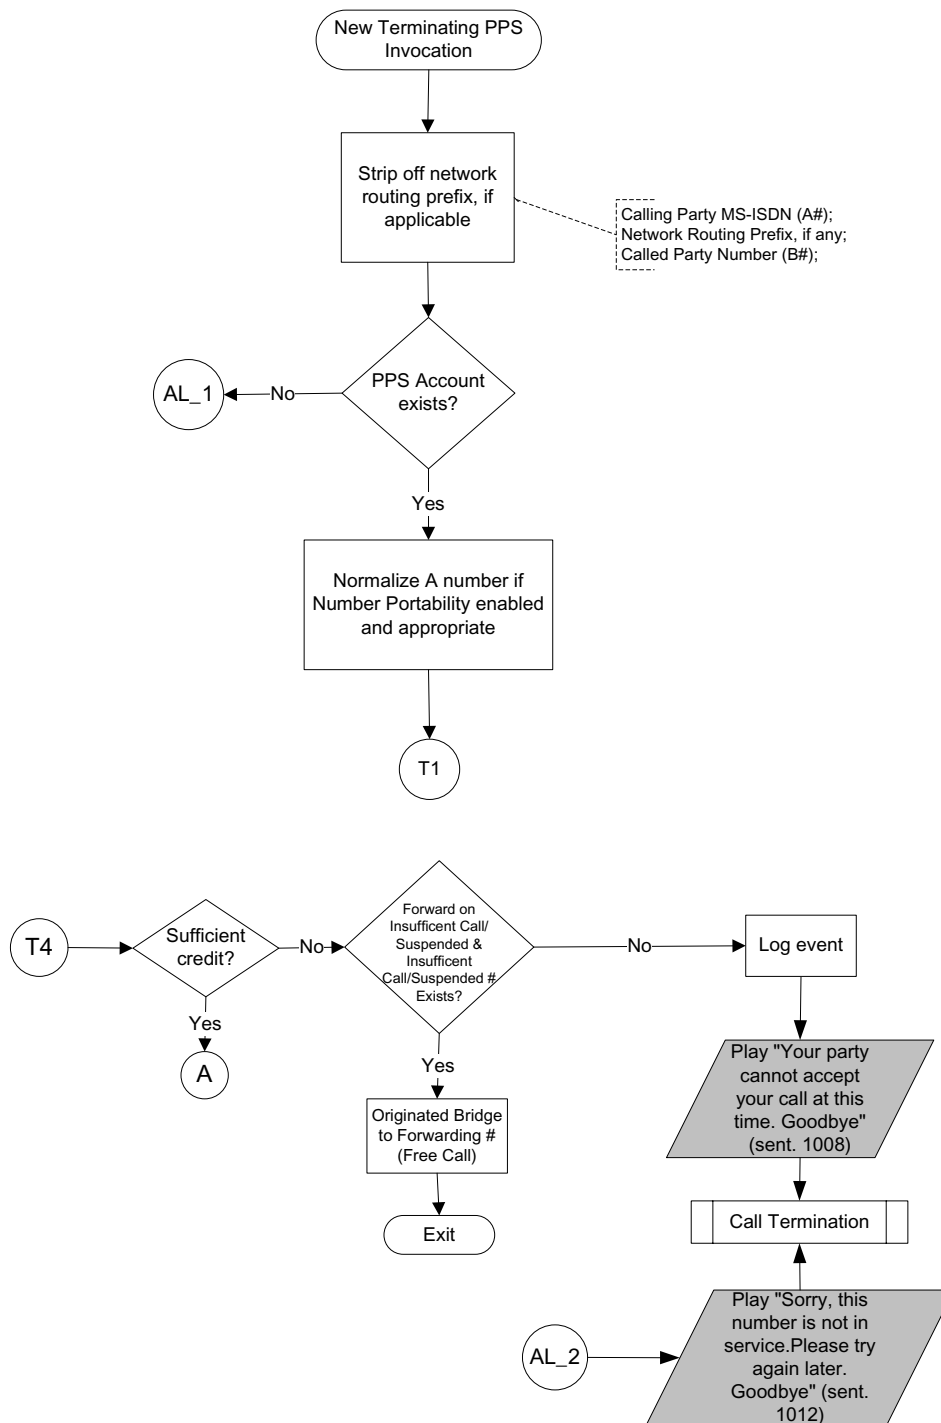 New Terminating PPS
Invocation
Strip off network
routing prefix, if
applicable
Calling Party MS-ISDN (A#);
Network Routing Prefix, if any;
Called Party Number (B#);
PPS Account
exists?
No
AL_1
Yes
Normalize A number if
Number Portability enabled
and appropriate
T1
T4
Sufficient
credit?
No
Forward on
Insufficent Call/
Suspended &
Insufficent
Call/Suspended #
Exists?
No
Log event
Yes
A
Yes
Originated Bridge
to Forwarding #
(Free Call)
Exit
Play "Your party
cannot accept
your call at this
time. Goodbye"
(sent. 1008)
Call Termination
AL_2
Play "Sorry, this
number is not in
service.Please try
again later.
Goodbye" (sent.
1012)